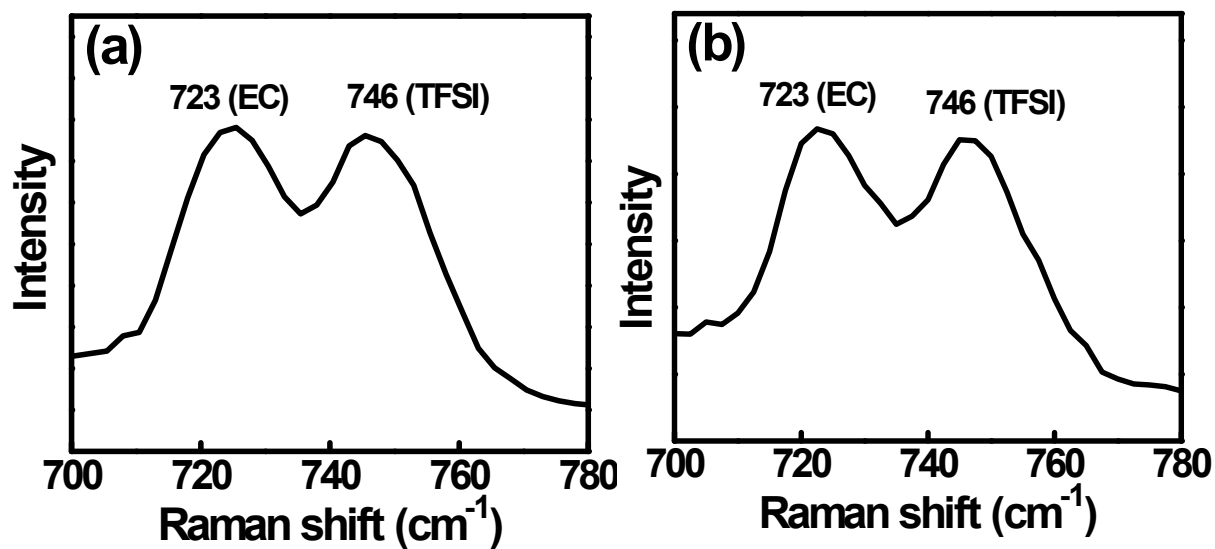 (a)
723 (EC) 746 (TFSI)
Intensity
700 720 740 760 780
Raman shift (cm⁻¹)
(b)
723 (EC) 746 (TFSI)
Intensity
700 720 740 760 780
Raman shift (cm⁻¹)